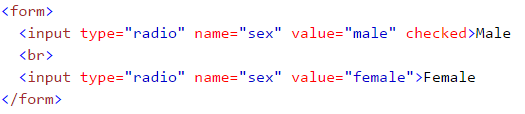 <form>
  <input type="radio" name="sex" value="male" checked>Male
  <br>
  <input type="radio" name="sex" value="female">Female
</form>